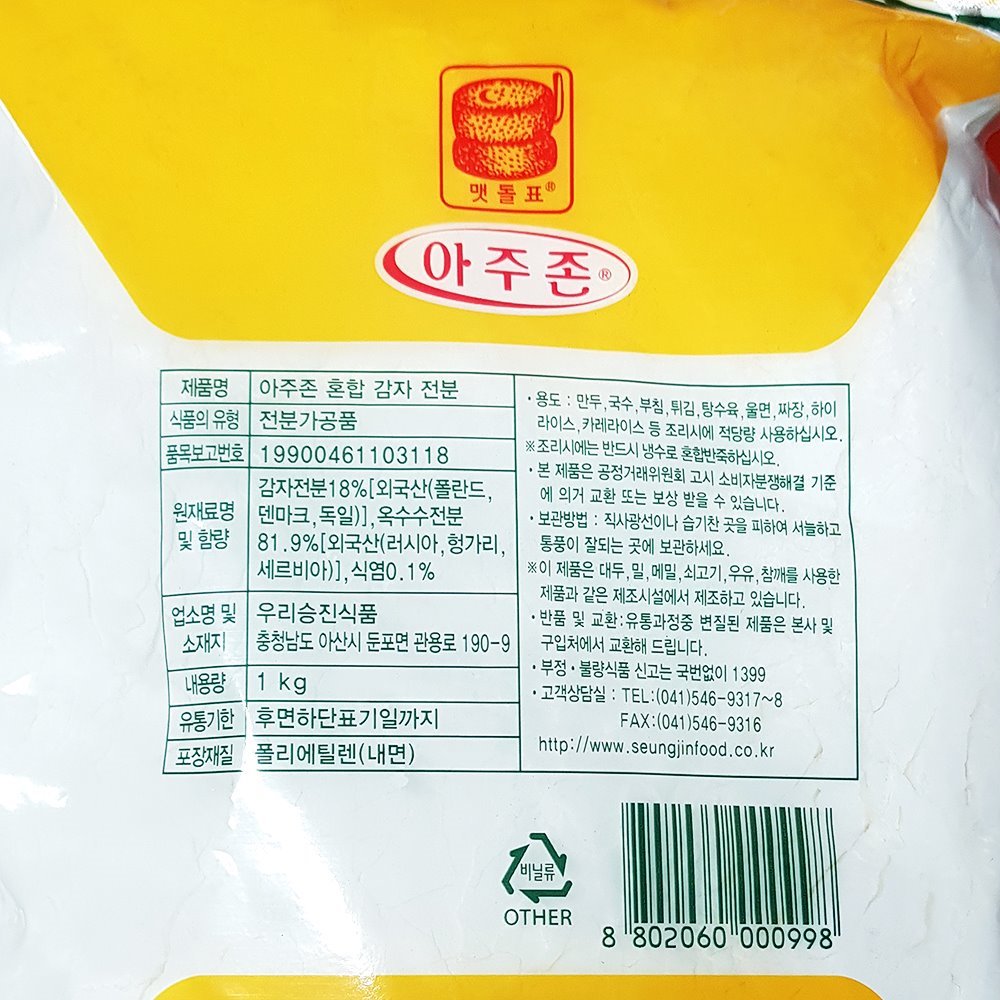 맷돌표®
아주존®
제품명 아주존 혼합 감자 전분
식품의 유형 전분가공품
품목보고번호 19900461103118
원재료명 및 함량
감자전분18%[외국산(폴란드,
덴마크,독일)],옥수수전분
81.9%[외국산(러시아,헝가리,
세르비아)],식염0.1%
업소명 및 소재지
우리승진식품
충청남도 아산시 둔포면 관용로 190-9
내용량 1 kg
유통기한 후면하단표기일까지
포장재질 폴리에틸렌(내면)
·용도 : 만두,국수,부침,튀김,탕수육,울면,짜장,하이
라이스,카레라이스 등 조리시에 적당량 사용하십시오.
※조리시에는 반드시 냉수로 혼합반죽하십시오.
·본 제품은 공정거래위원회 고시 소비자분쟁해결 기준
에 의거 교환 또는 보상 받을 수 있습니다.
·보관방법 : 직사광선이나 습기찬 곳을 피하여 서늘하고
통풍이 잘되는 곳에 보관하세요.
※이 제품은 대두,밀,메밀,쇠고기,우유,참깨를 사용한
제품과 같은 제조시설에서 제조하고 있습니다.
·반품 및 교환:유통과정중 변질된 제품은 본사 및
구입처에서 교환해 드립니다.
·부정·불량식품 신고는 국번없이 1399
·고객상담실 : TEL:(041)546-9317~8
FAX:(041)546-9316
http://www.seungjinfood.co.kr
비닐류
OTHER
8 802060 000998